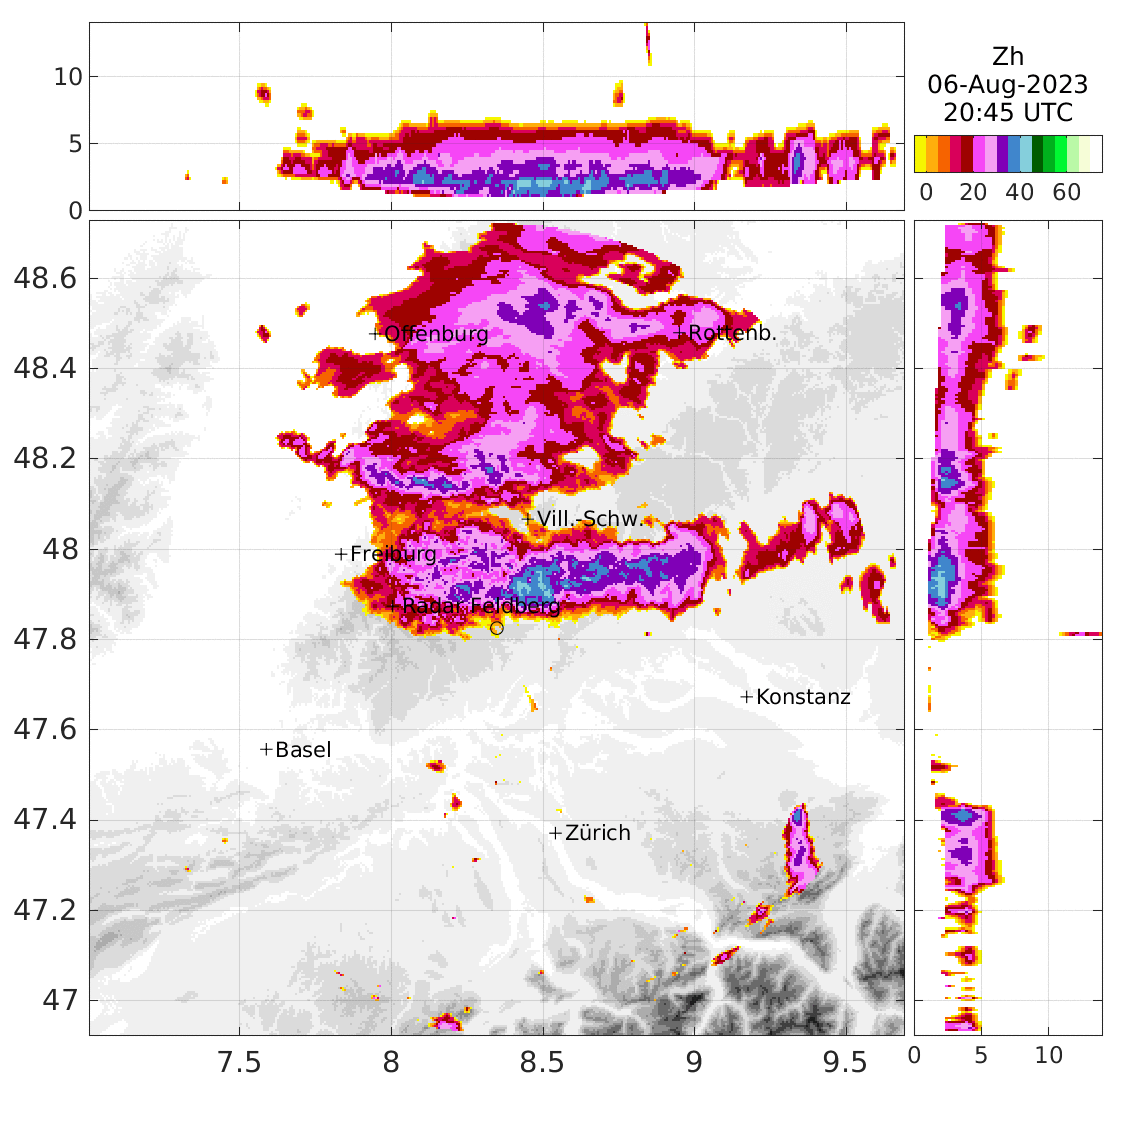 Zh
06-Aug-2023
20:45 UTC
0 20 40 60
10
5
0
48.6
48.4
48.2
48
47.8
47.6
47.4
47.2
47
Offenburg
Rottenb.
Vill.-Schw.
Freiburg
Radar Feldberg
Konstanz
Basel
Zürich
7.5 8 8.5 9 9.5
0 5 10